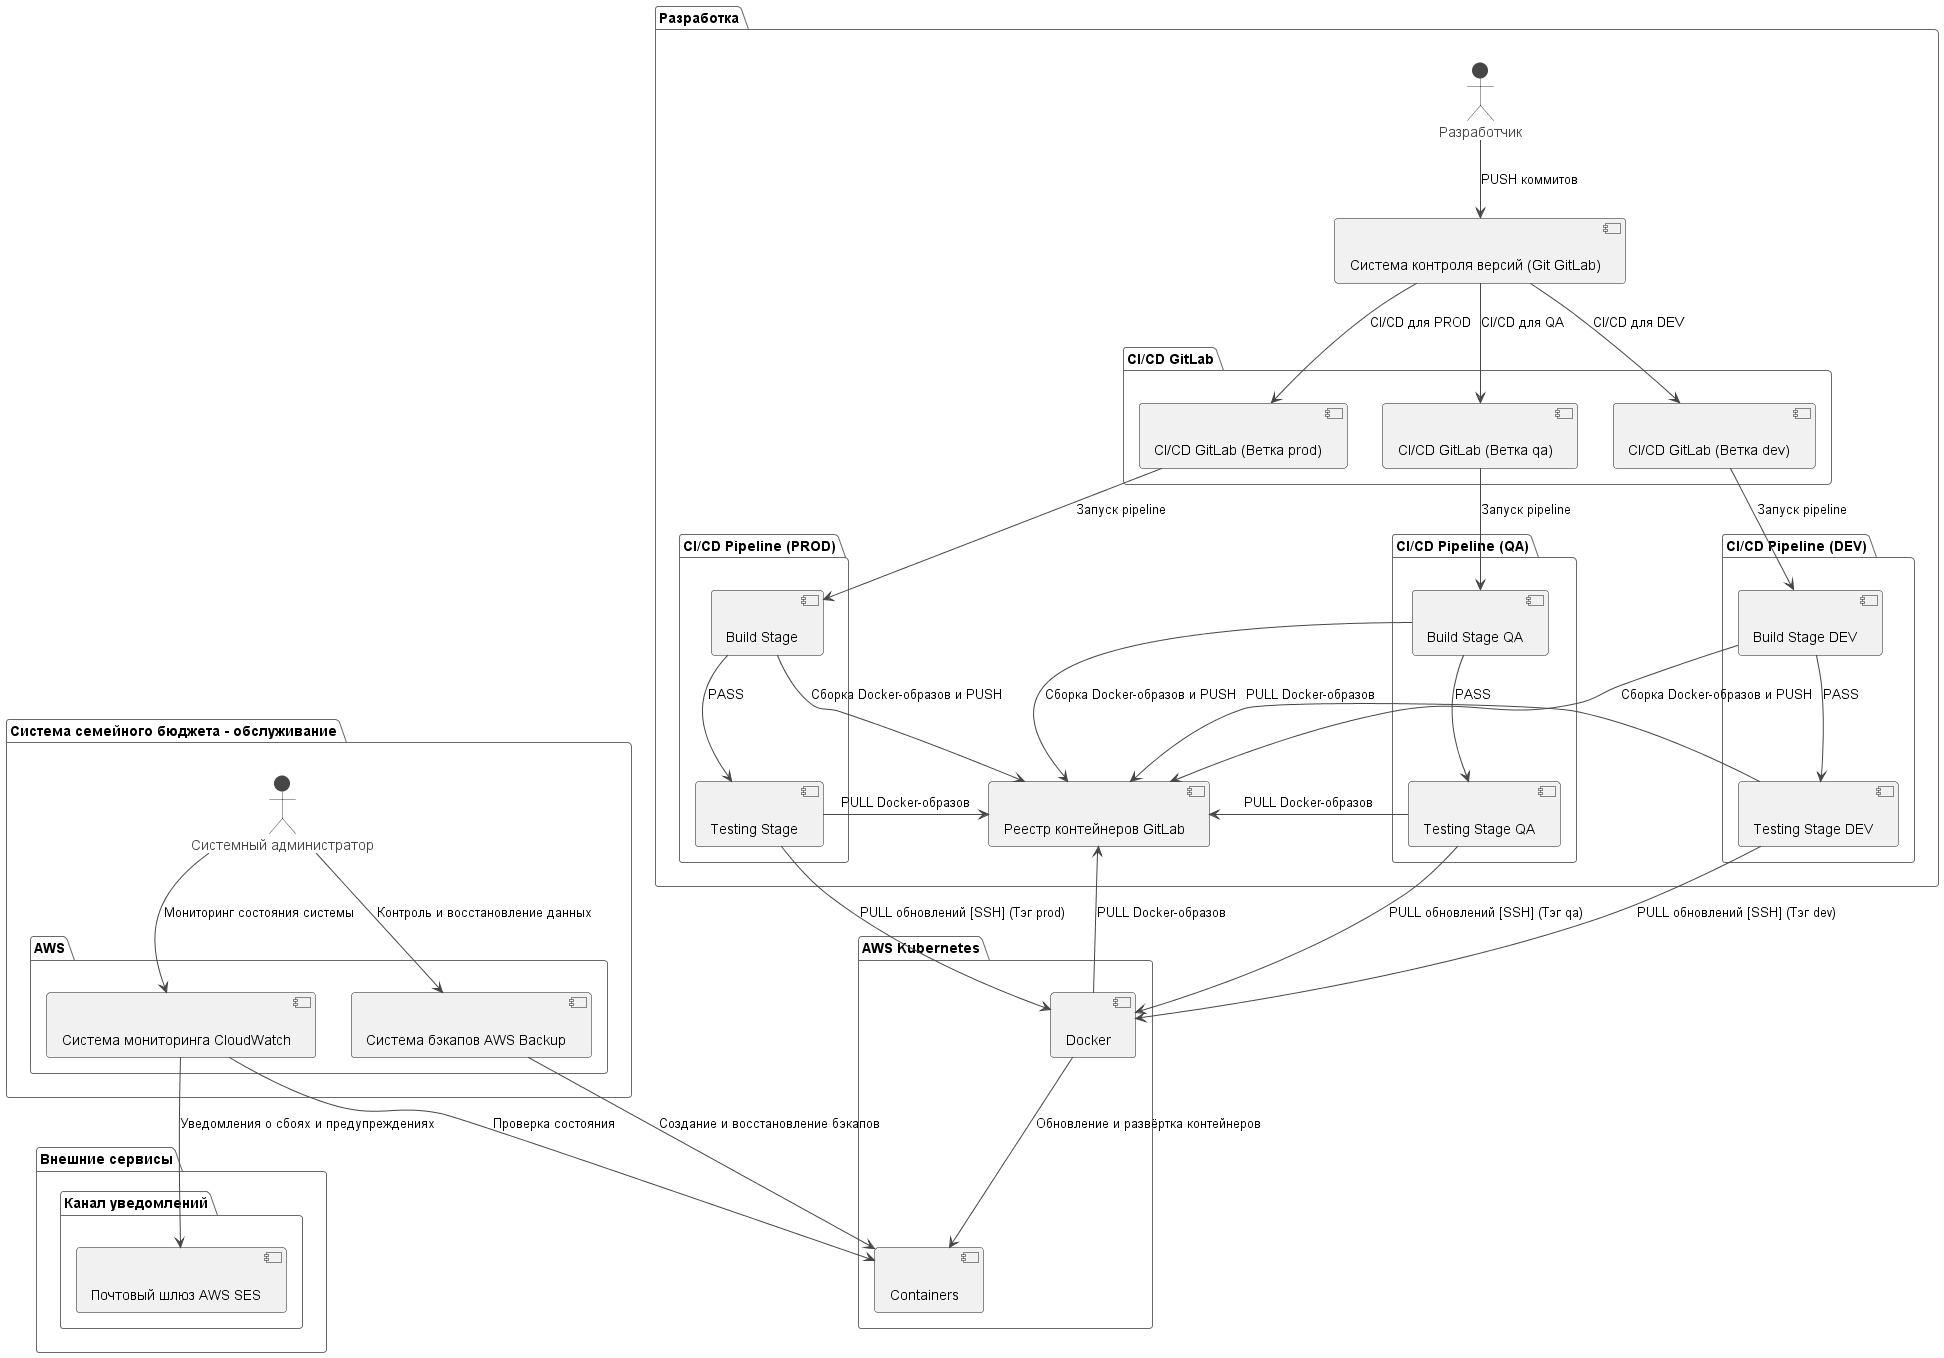 Разработка
Разработчик
PUSH коммитов
Система контроля версий (Git GitLab)
CI/CD для PROD
CI/CD для QA
CI/CD для DEV
CI/CD GitLab
CI/CD GitLab (Ветка prod)
CI/CD GitLab (Ветка qa)
CI/CD GitLab (Ветка dev)
Запуск pipeline
Запуск pipeline
Запуск pipeline
CI/CD Pipeline (PROD)
CI/CD Pipeline (QA)
CI/CD Pipeline (DEV)
Build Stage
Build Stage QA
Build Stage DEV
PASS
Сборка Docker-образов и PUSH
Сборка Docker-образов и PUSH
PULL Docker-образов
PASS
Сборка Docker-образов и PUSH
PASS
Система семейного бюджета - обслуживание
Testing Stage
PULL Docker-образов
Реестр контейнеров GitLab
PULL Docker-образов
Testing Stage QA
Testing Stage DEV
Системный администратор
Мониторинг состояния системы
Контроль и восстановление данных
PULL обновлений [SSH] (Тэг prod)
PULL Docker-образов
PULL обновлений [SSH] (Тэг qa)
PULL обновлений [SSH] (Тэг dev)
AWS
AWS Kubernetes
Система мониторинга CloudWatch
Система бэкапов AWS Backup
Docker
Уведомления о сбоях и предупреждениях
Проверка состояния
Создание и восстановление бэкапов
Обновление и развёртка контейнеров
Внешние сервисы
Канал уведомлений
Почтовый шлюз AWS SES
Containers